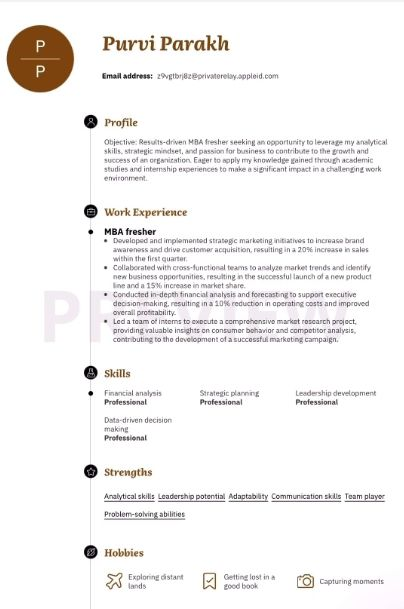 P
P
Purvi Parakh
Email address: z9vgtbrj8z@privaterelay.appleid.com
Profile
Objective: Results-driven MBA fresher seeking an opportunity to leverage my analytical
skills, strategic mindset, and passion for business to contribute to the growth and
success of an organization. Eager to apply my knowledge gained through academic
studies and internship experiences to make a significant impact in a challenging work
environment.
Work Experience
MBA fresher
Developed and implemented strategic marketing initiatives to increase brand
awareness and drive customer acquisition, resulting in a 20% increase in sales
within the first quarter.
Collaborated with cross-functional teams to analyze market trends and identify
new business opportunities, resulting in the successful launch of a new product
line and a 15% increase in market share.
Conducted in-depth financial analysis and forecasting to support executive
decision-making, resulting in a 10% reduction in operating costs and improved
overall profitability.
Led a team of interns to execute a comprehensive market research project,
providing valuable insights on consumer behavior and competitor analysis,
contributing to the development of a successful marketing campaign.
PREVIEW
Skills
Financial analysis Strategic planning Leadership development
Professional Professional Professional
Data-driven decision
making
Professional
Strengths
Analytical skills Leadership potential Adaptability Communication skills Team player
Problem-solving abilities
Hobbies
Exploring distant
lands
Getting lost in a
good book
Capturing moments